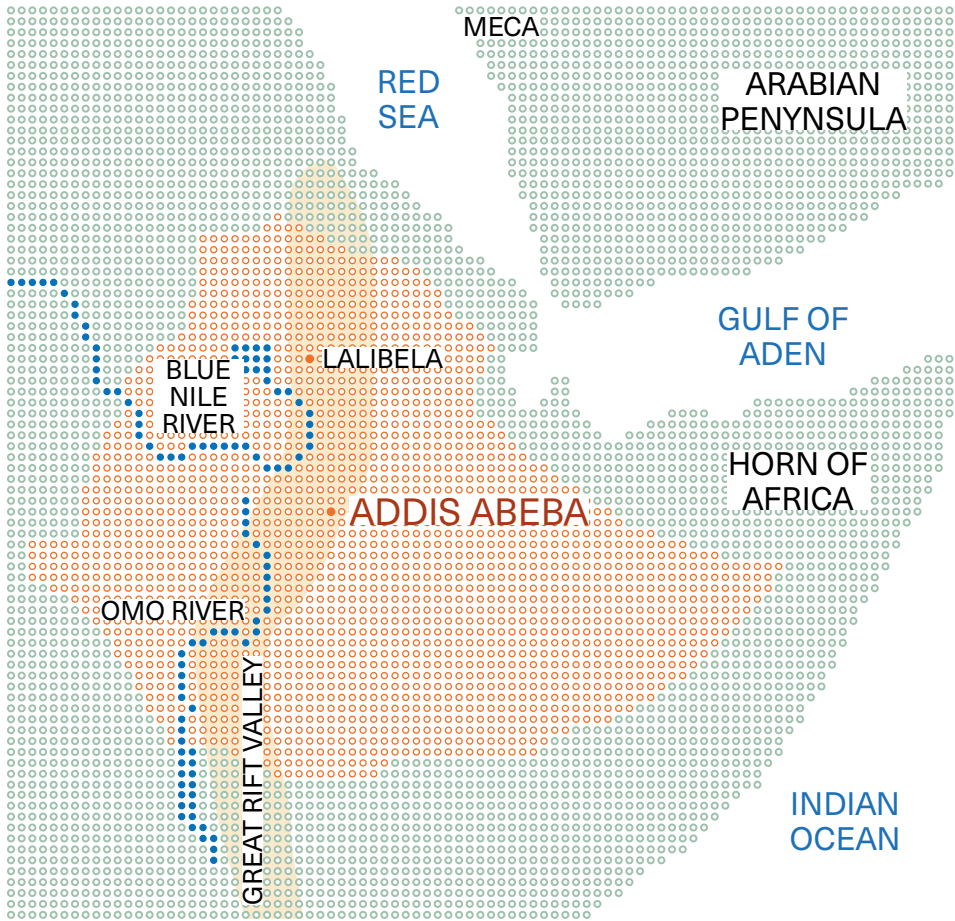 MECA
RED
SEA
ARABIAN
PENYNSULA
GULF OF
ADEN
LALIBELA
BLUE
NILE
RIVER
HORN OF
AFRICA
ADDIS ABEBA
OMO RIVER
GREAT RIFT VALLEY
INDIAN
OCEAN